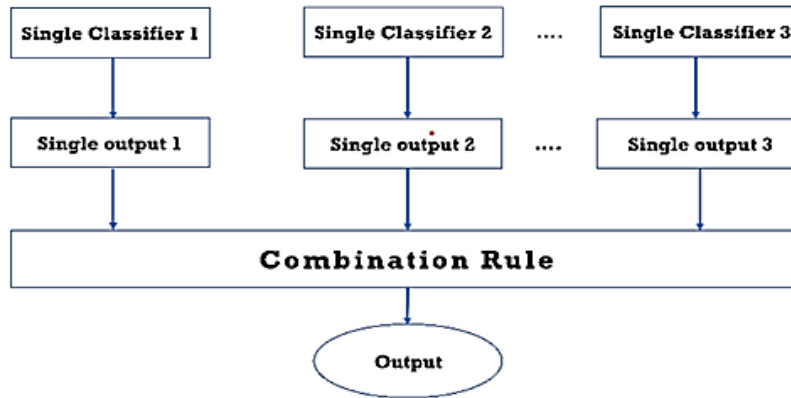 Single Classifier 1
Single Classifier 2
....
Single Classifier 3
Single output 1
Single output 2
....
Single output 3
Combination Rule
Output